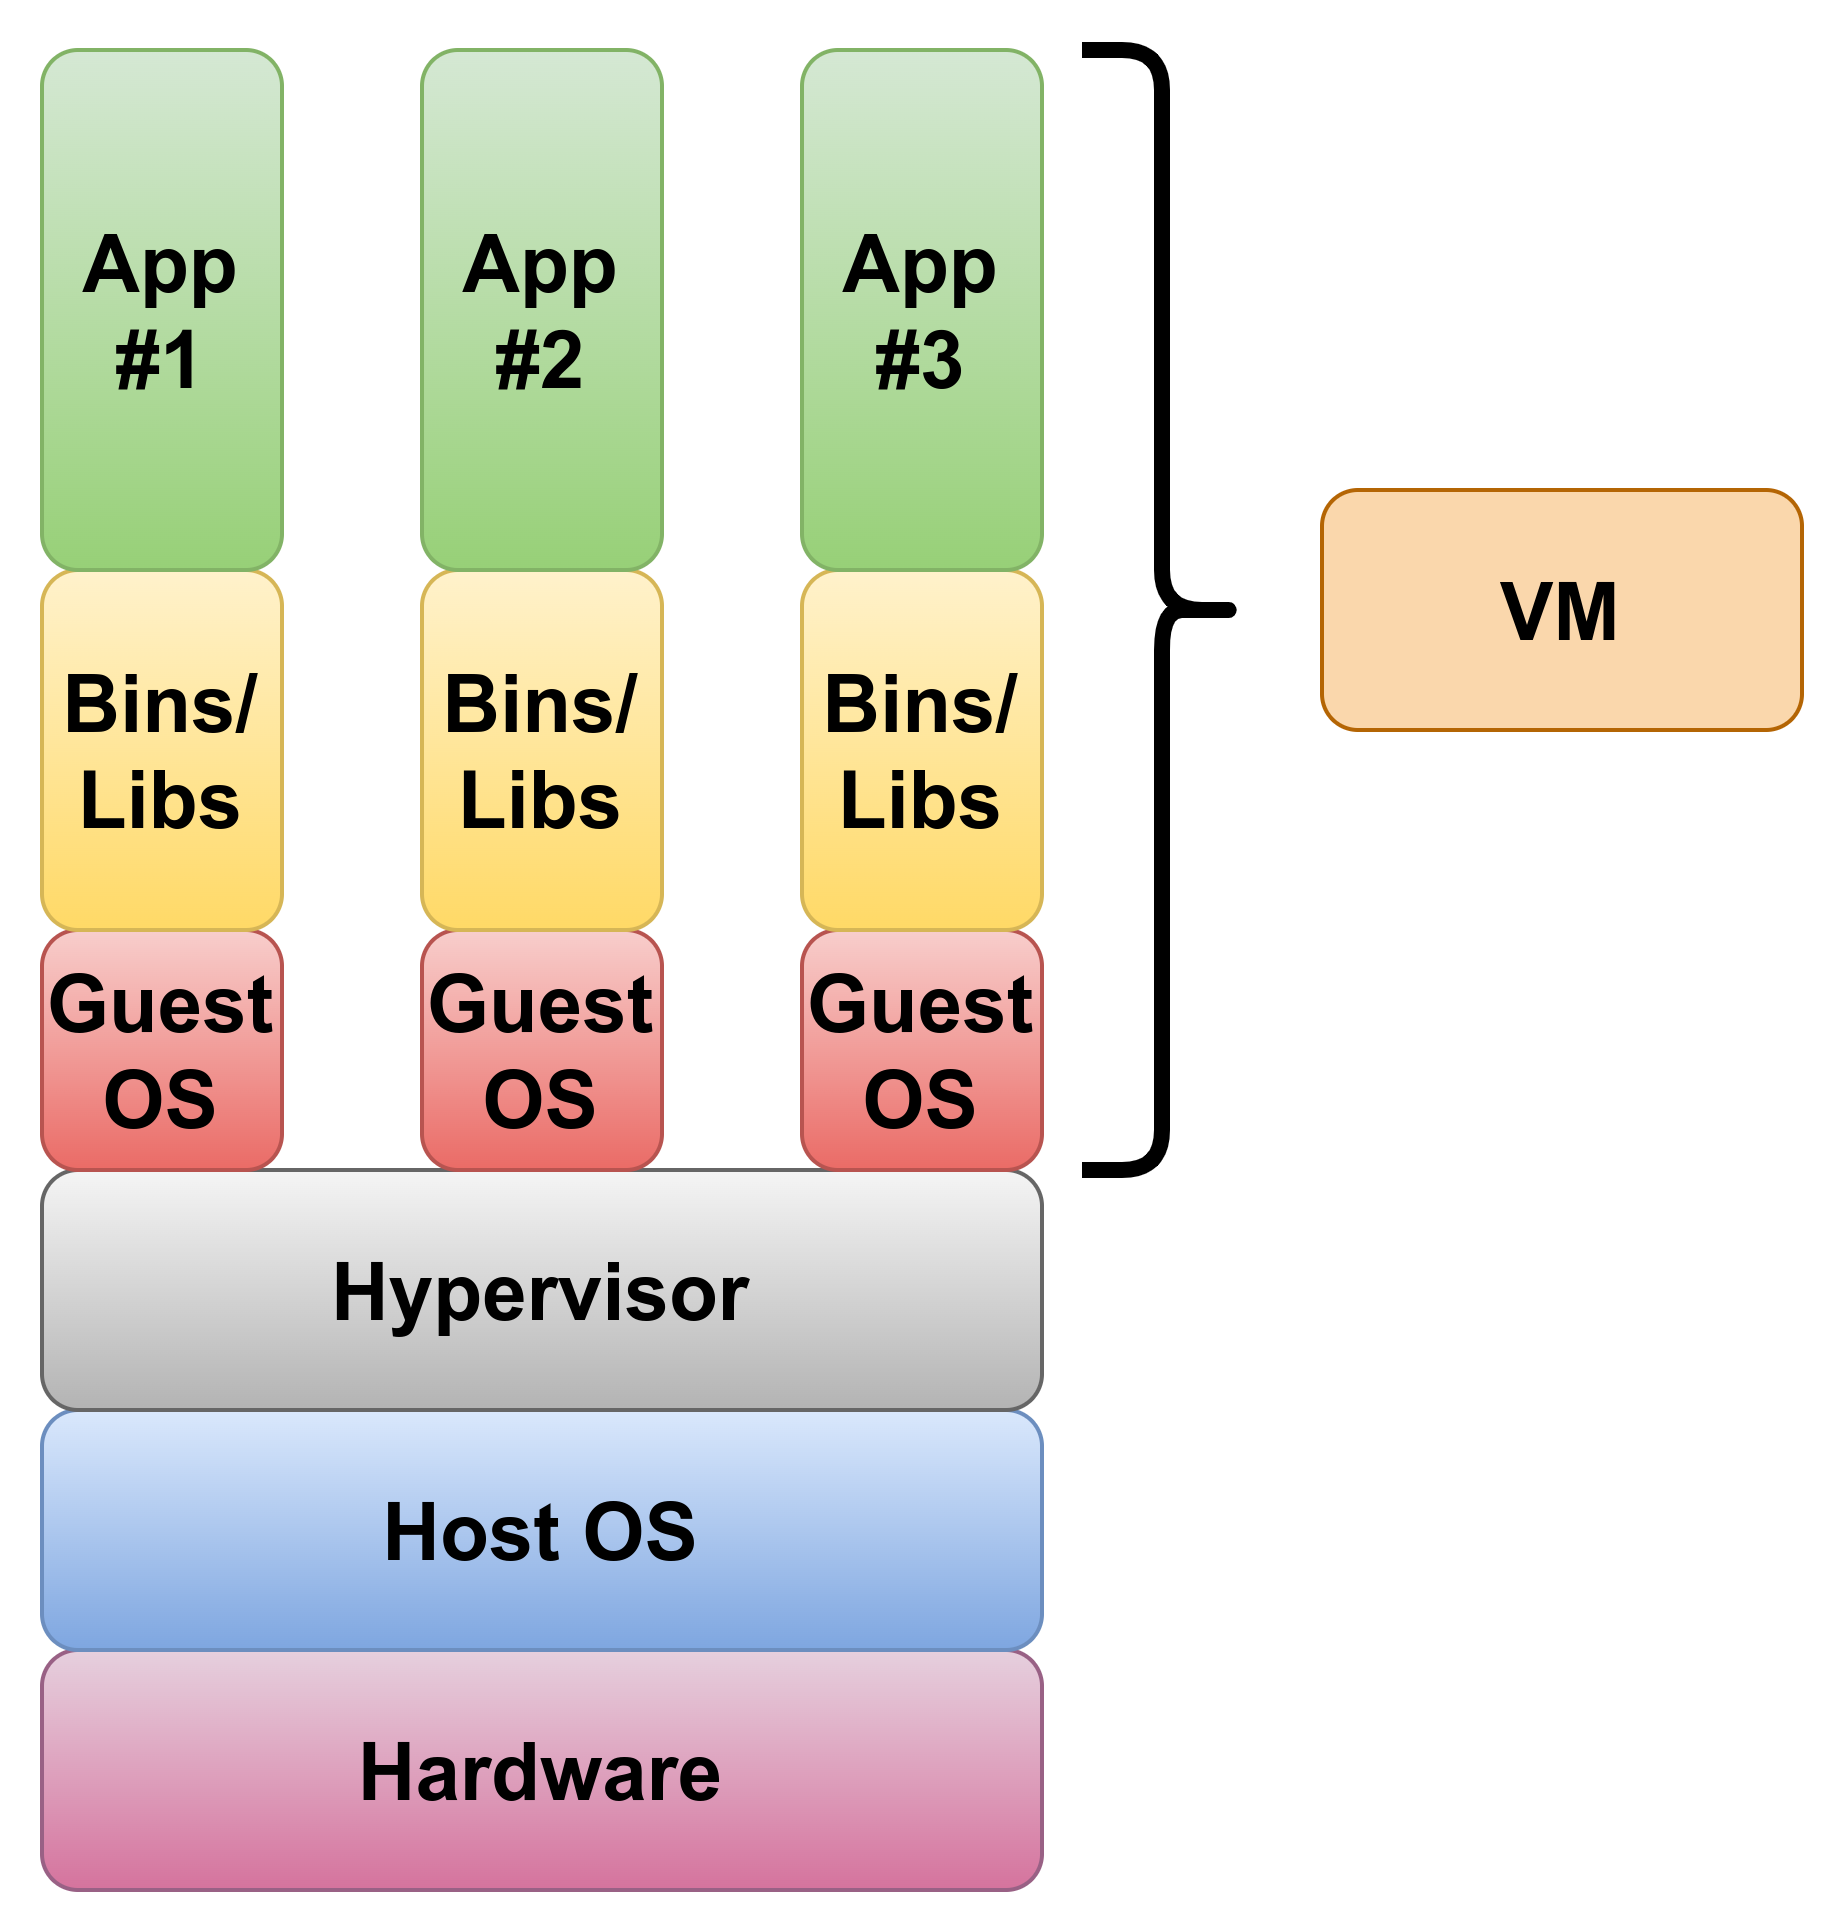 App
#1
App
#2
App
#3
Bins/
Libs
Bins/
Libs
Bins/
Libs
Guest
OS
Guest
OS
Guest
OS
VM
Hypervisor
Host OS
Hardware